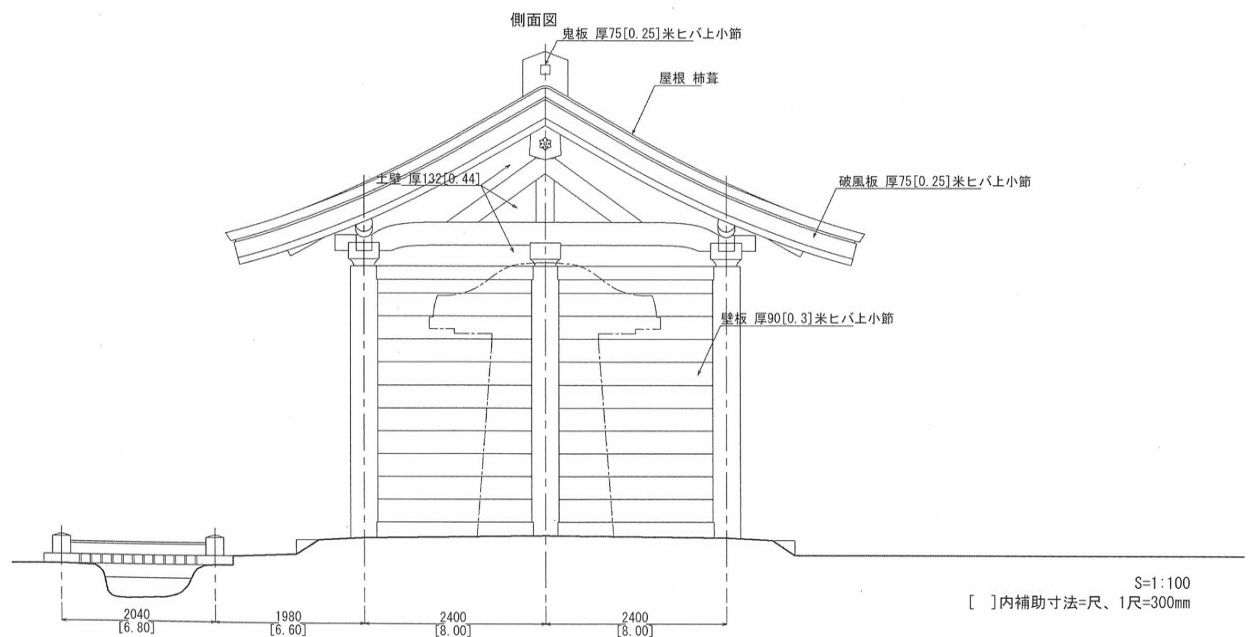 側面図
鬼板 厚75[0.25]米ヒバ上小節
屋根 柿葺
土壁 厚132[0.44]
破風板 厚75[0.25]米ヒバ上小節
壁板 厚90[0.3]米ヒバ上小節
2040
[6.80]
1980
[6.60]
2400
[8.00]
2400
[8.00]
S=1:100
[ ]内補助寸法=尺、1尺=300mm